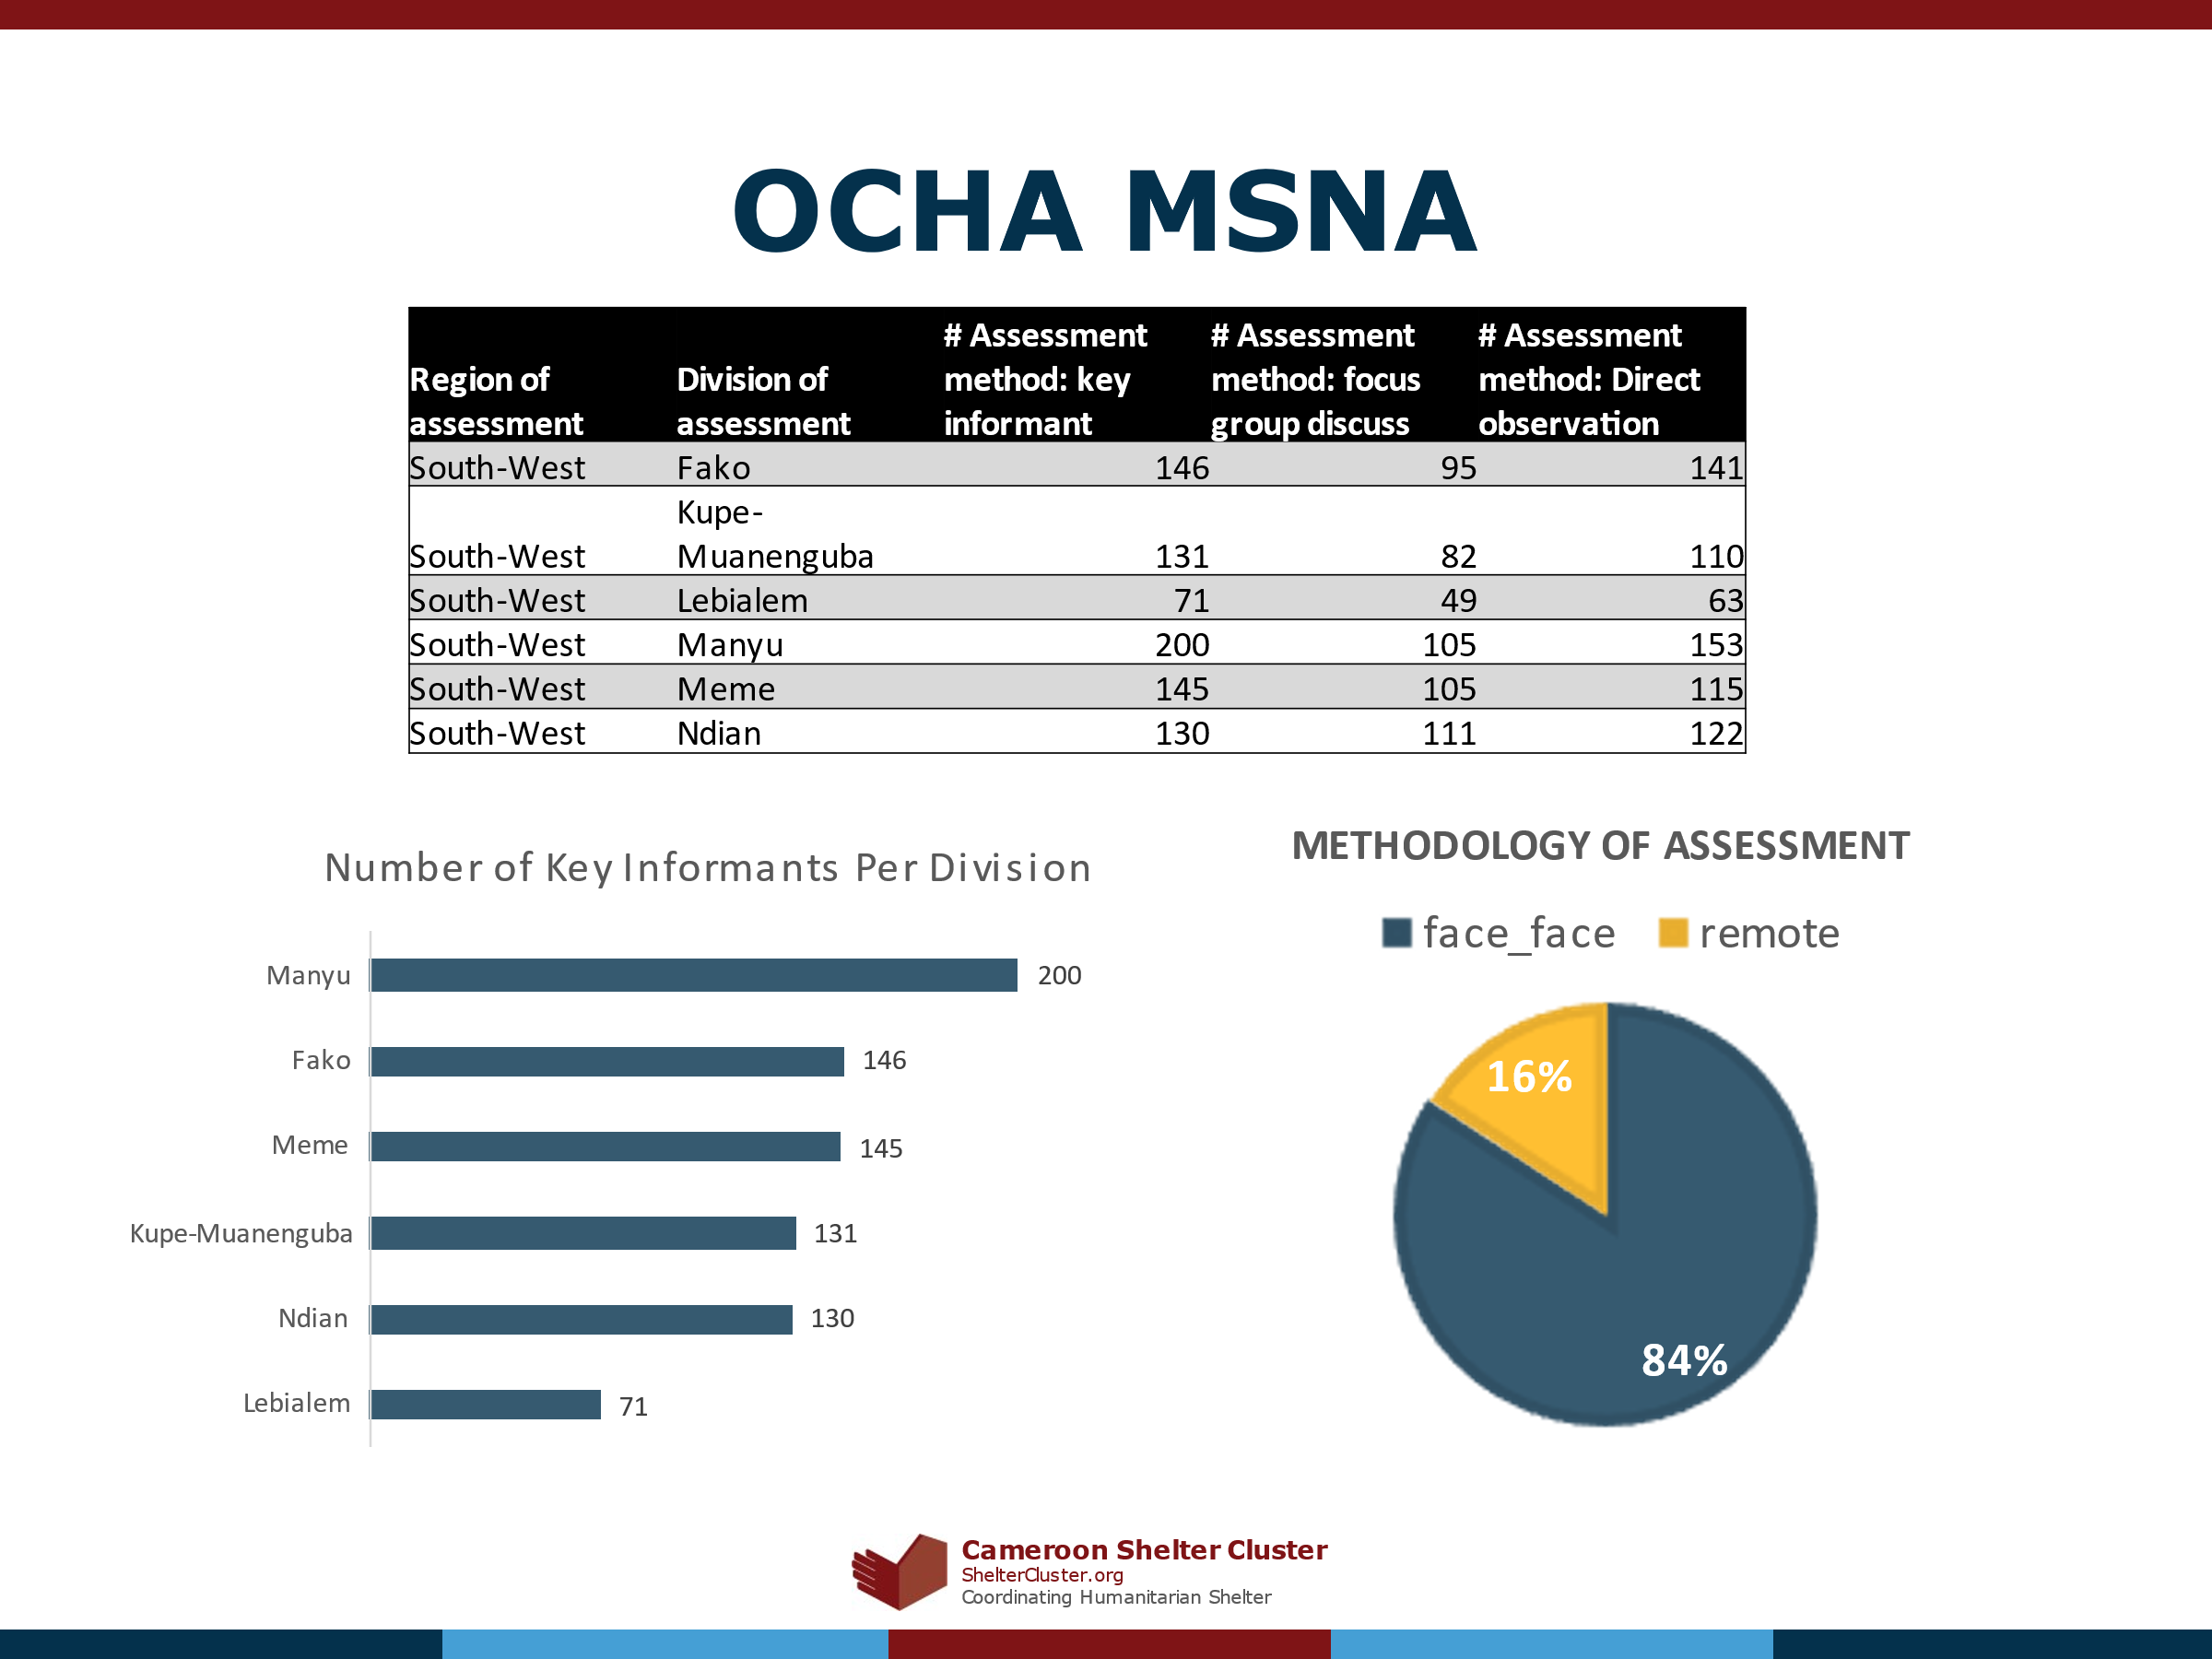 OCHA MSNA
Region of assessment | Division of assessment | # Assessment method: key informant | # Assessment method: focus group discuss | # Assessment method: Direct observation
South-West | Fako | 146 | 95 | 141
South-West | Kupe-Muanenguba | 131 | 82 | 110
South-West | Lebialem | 71 | 49 | 63
South-West | Manyu | 200 | 105 | 153
South-West | Meme | 145 | 105 | 115
South-West | Ndian | 130 | 111 | 122
Number of Key Informants Per Division
Manyu 200
Fako 146
Meme 145
Kupe-Muanenguba 131
Ndian 130
Lebialem 71
METHODOLOGY OF ASSESSMENT
face_face remote
16%
84%
Cameroon Shelter Cluster
ShelterCluster.org
Coordinating Humanitarian Shelter